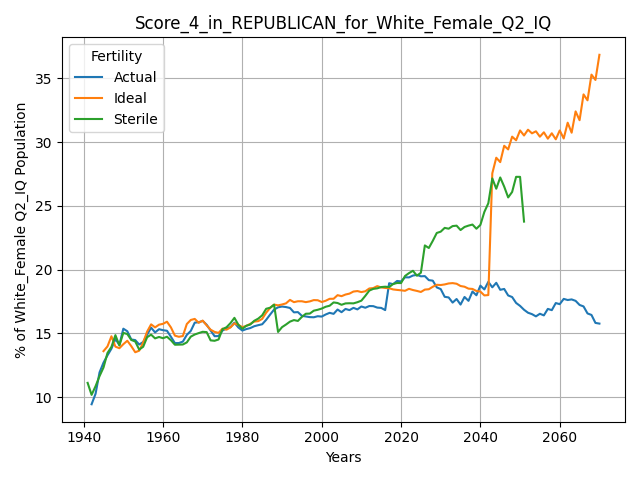 Score_4_in_REPUBLICAN_for_White_Female_Q2_IQ
Fertility
Actual
Ideal
Sterile
% of White_Female Q2_IQ Population
35
30
25
20
15
10
1940 1960 1980 2000 2020 2040 2060
Years